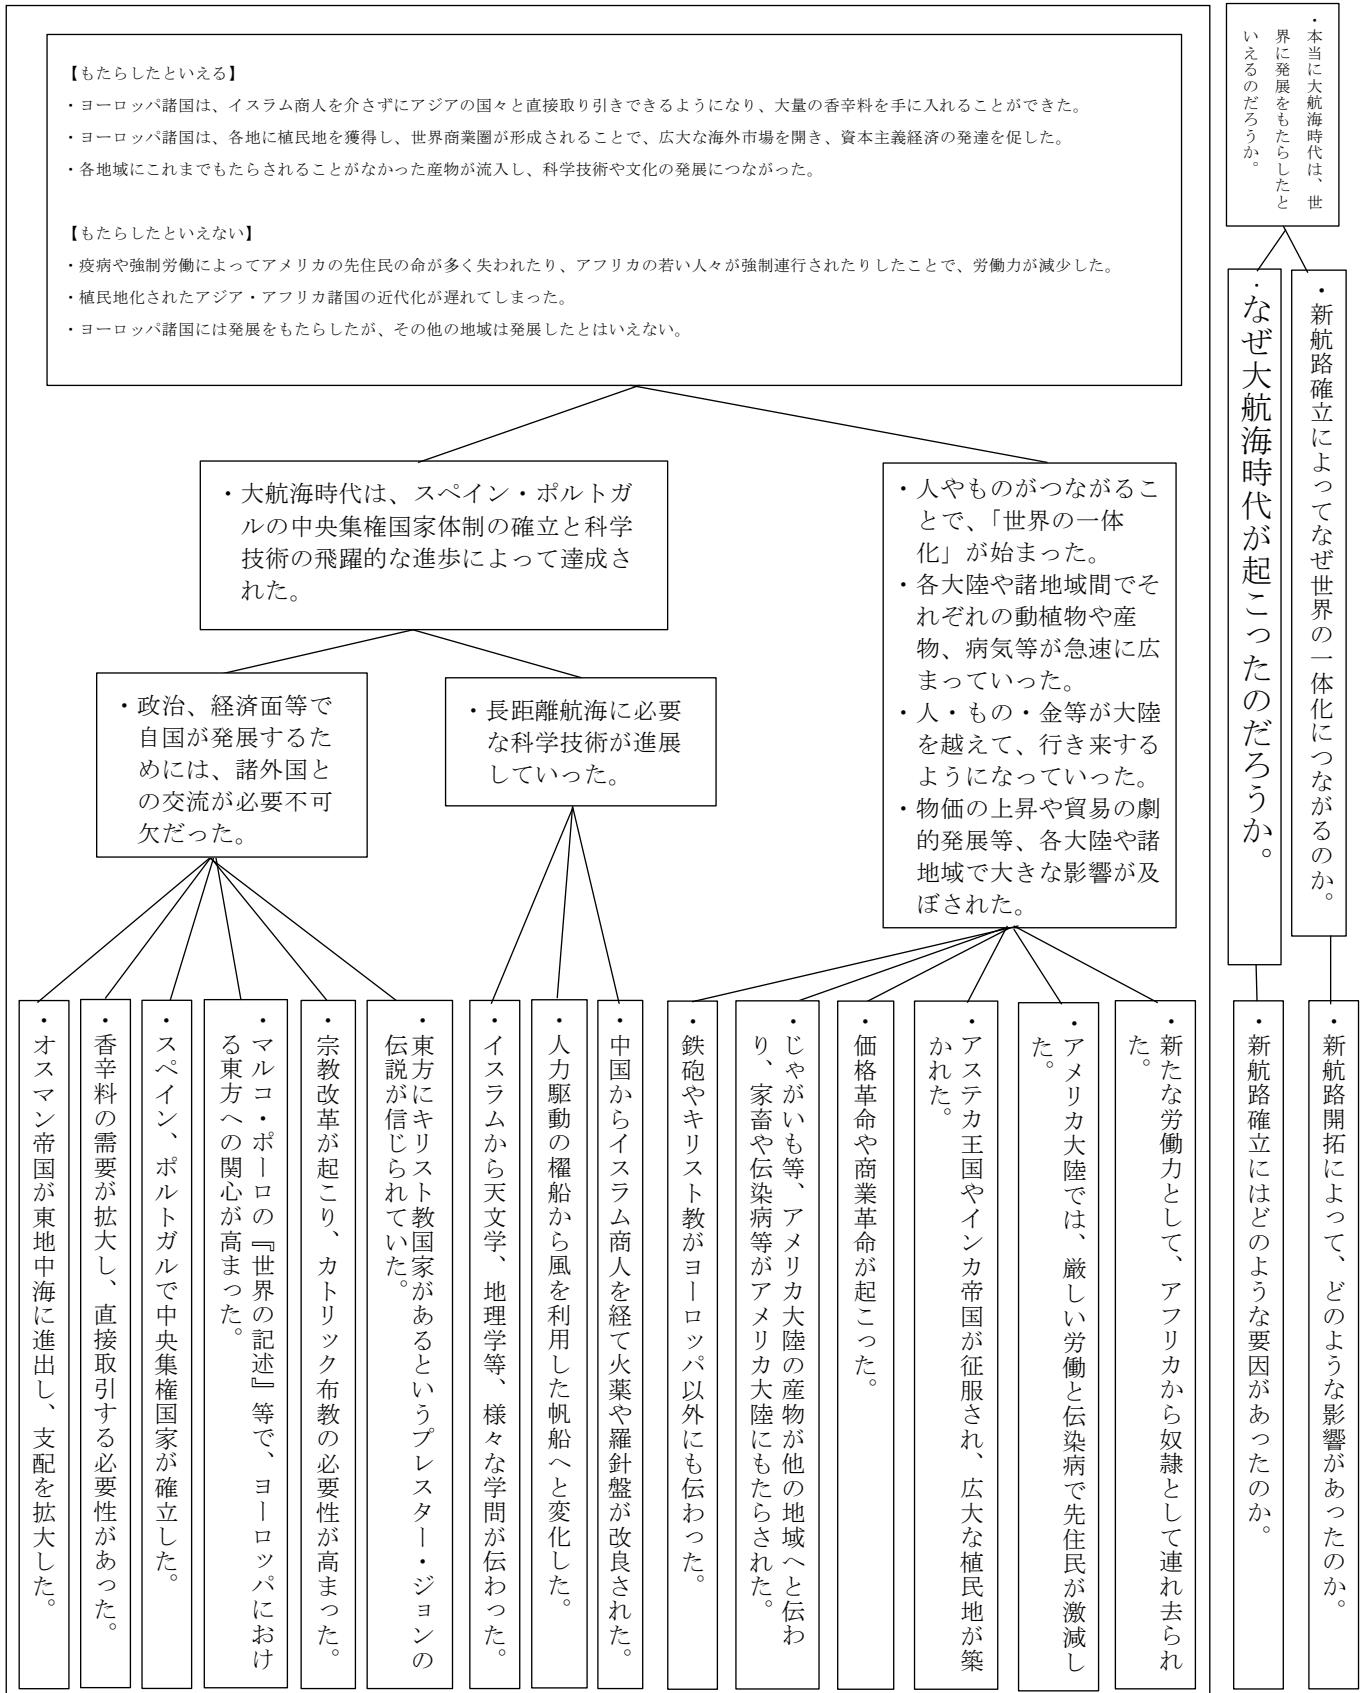 ・本当に大航海時代は、世
界に発展をもたらしたと
いえるのだろうか。
・新航路確立によってなぜ世界の一体化につながるのか。
・なぜ大航海時代が起こったのだろうか。
・新航路開拓によって、どのような影響があったのか。
・新航路確立にはどのような要因があったのか。
【もたらしたといえる】
・ヨーロッパ諸国は、イスラム商人を介さずにアジアの国々と直接取り引きできるようになり、大量の香辛料を手に入れることができた。
・ヨーロッパ諸国は、各地に植民地を獲得し、世界商業圏が形成されることで、広大な海外市場を開き、資本主義経済の発達を促した。
・各地域にこれまでもたらされることがなかった産物が流入し、科学技術や文化の発展につながった。
【もたらしたといえない】
・疫病や強制労働によってアメリカの先住民の命が多く失われたり、アフリカの若い人々が強制連行されたりしたことで、労働力が減少した。
・植民地化されたアジア・アフリカ諸国の近代化が遅れてしまった。
・ヨーロッパ諸国には発展をもたらしたが、その他の地域は発展したとはいえない。
・人やものがつながるこ
とで、「世界の一体
化」が始まった。
・各大陸や諸地域間でそ
れぞれの動植物や産
物、病気等が急速に広
まっていった。
・人・もの・金等が大陸
を越えて、行き来する
ようになっていった。
・物価の上昇や貿易の劇
的発展等、各大陸や諸
地域で大きな影響が及
ぼされた。
・大航海時代は、スペイン・ポルトガ
ルの中央集権国家体制の確立と科学
技術の飛躍的な進歩によって達成さ
れた。
・長距離航海に必要
な科学技術が進展
していった。
・政治、経済面等で
自国が発展するた
めには、諸外国と
の交流が必要不可
欠だった。
・新たな労働力として、アフリカから奴隷として連れ去られ
た。
・アメリカ大陸では、厳しい労働と伝染病で先住民が激減し
た。
・アステカ王国やインカ帝国が征服され、広大な植民地が築
かれた。
・価格革命や商業革命が起こった。
・じゃがいも等、アメリカ大陸の産物が他の地域へと伝わ
り、家畜や伝染病等がアメリカ大陸にもたらされた。
・鉄砲やキリスト教がヨーロッパ以外にも伝わった。
・中国からイスラム商人を経て火薬や羅針盤が改良された。
・人力駆動の櫂船から風を利用した帆船へと変化した。
・イスラムから天文学、地理学等、様々な学問が伝わった。
・東方にキリスト教国家があるというプレスター・ジョンの
伝説が信じられていた。
・宗教改革が起こり、カトリック布教の必要性が高まった。
・マルコ・ポーロの『世界の記述』等で、ヨーロッパにおけ
る東方への関心が高まった。
・スペイン、ポルトガルで中央集権国家が確立した。
・香辛料の需要が拡大し、直接取引する必要性があった。
・オスマン帝国が東地中海に進出し、支配を拡大した。